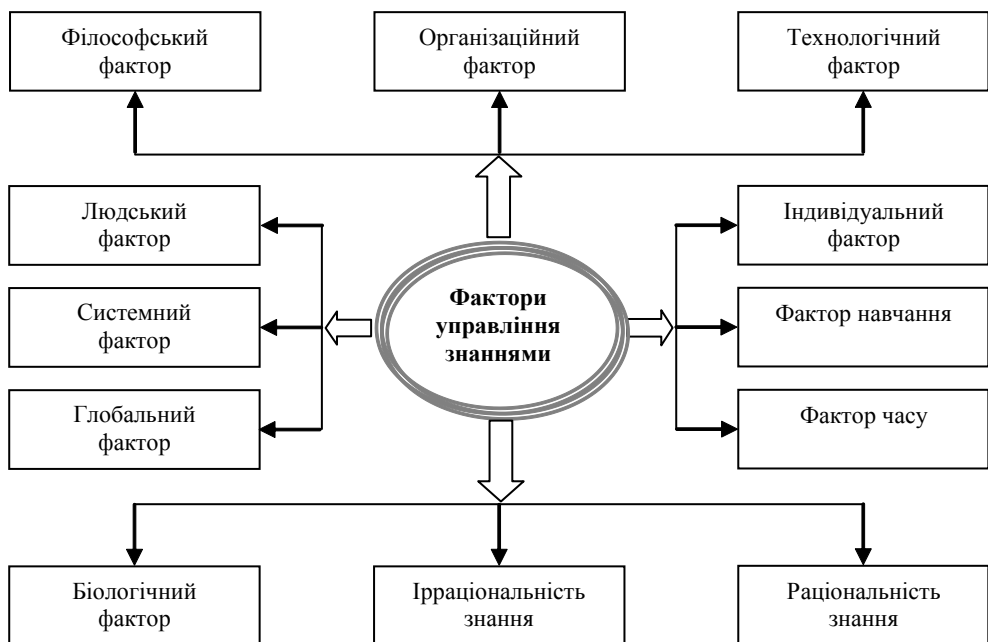 Філософський
фактор
Організаційний
фактор
Технологічний
фактор
Людський
фактор
Індивідуальний
фактор
Системний
фактор
Фактори
управління
знаннями
Фактор навчання
Глобальний
фактор
Фактор часу
Біологічний
фактор
Ірраціональність
знання
Раціональність
знання